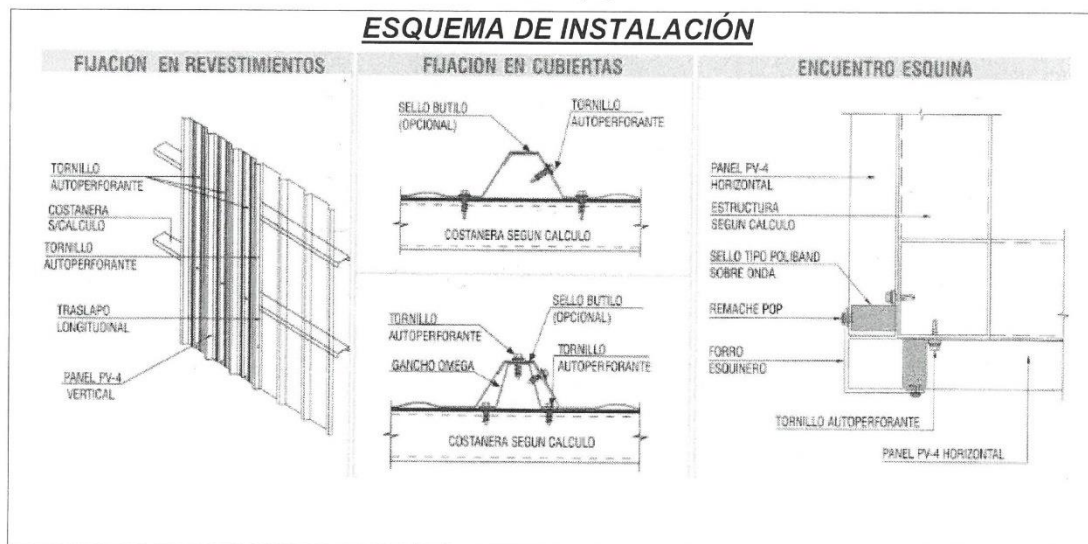 ESQUEMA DE INSTALACIÓN
FIJACION EN REVESTIMIENTOS
TORNILLO
AUTOPERFORANTE
COSTANERA
S/CALCULO
TORNILLO
AUTOPERFORANTE
TRASLAPO
LONGITUDINAL
PANEL PV-4
VERTICAL
FIJACION EN CUBIERTAS
SELLO BUTILO
(OPCIONAL)
TORNILLO
AUTOPERFORANTE
COSTANERA SEGUN CALCULO
SELLO BUTILO
(OPCIONAL)
TORNILLO
AUTOPERFORANTE
TORNILLO
AUTOPERFORANTE
GANCHO OMEGA
COSTANERA SEGUN CALCULO
ENCUENTRO ESQUINA
PANEL PV-4
HORIZONTAL
ESTRUCTURA
SEGUN CALCULO
SELLO TIPO POLIBAND
SOBRE ONDA
REMACHE POP
FORRO
ESQUINERO
TORNILLO AUTOPERFORANTE
PANEL PV-4 HORIZONTAL